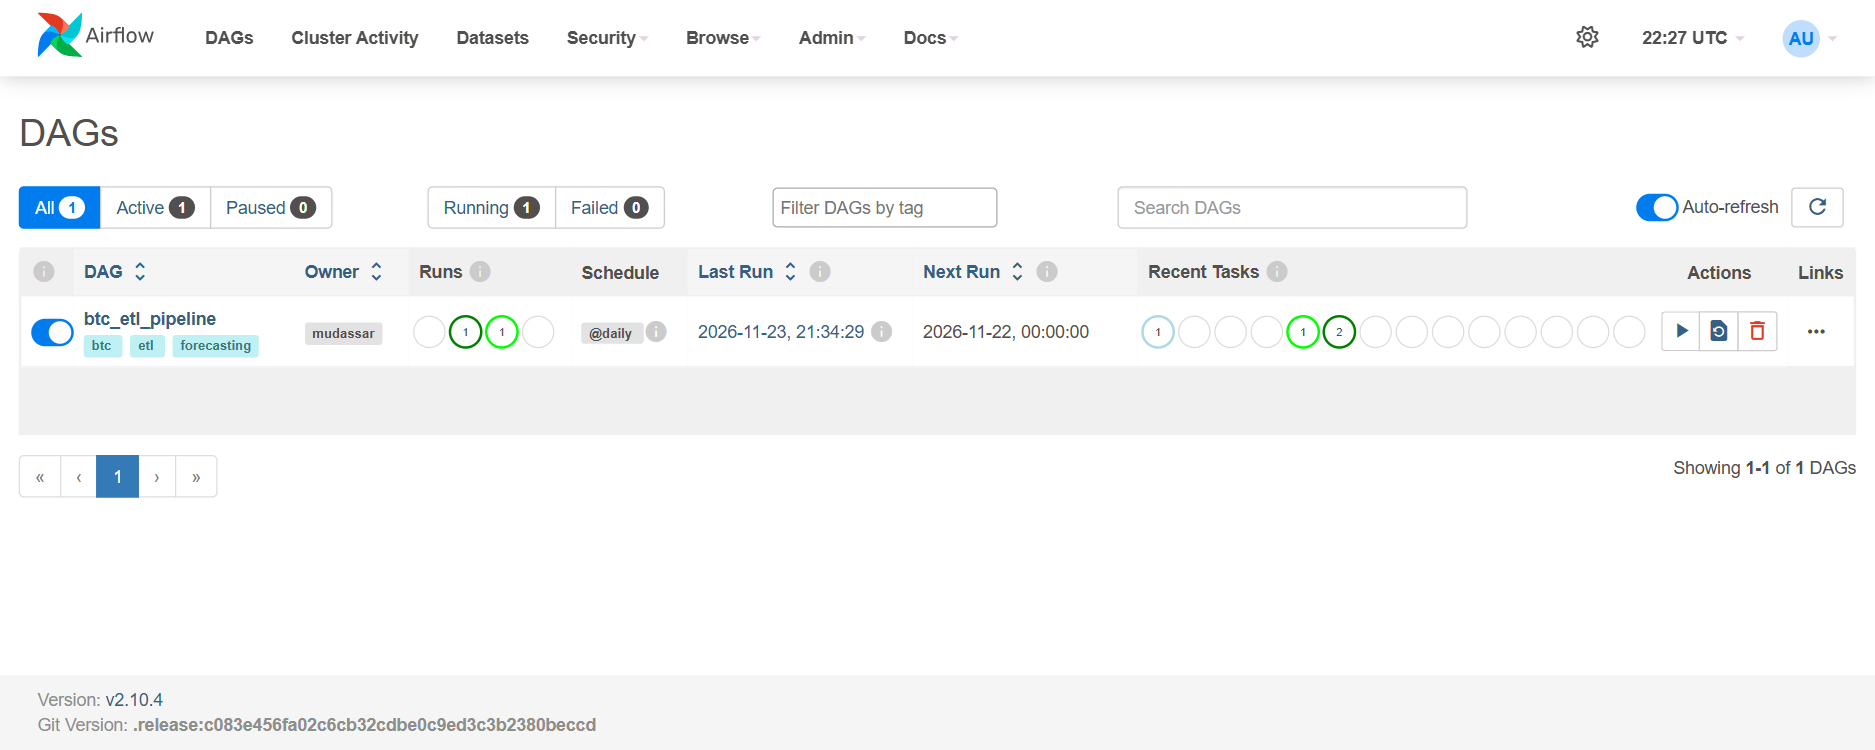 Airflow DAGs Cluster Activity Datasets Security Browse Admin Docs 22:27 UTC AU
DAGs
All 1 Active 1 Paused 0 Running 1 Failed 0 Filter DAGs by tag Search DAGs Auto-refresh
i DAG Owner Runs i Schedule Last Run i Next Run i Recent Tasks i Actions Links
btc_etl_pipeline
mudassar 1 1 @daily i 2026-11-23, 21:34:29 i 2026-11-22, 00:00:00 1 1 2 •••
btc etl forecasting
« ‹ 1 › » Showing 1-1 of 1 DAGs
Version: v2.10.4
Git Version: .release:c083e456fa02c6cb32cdbe0c9ed3c3b2380beccd